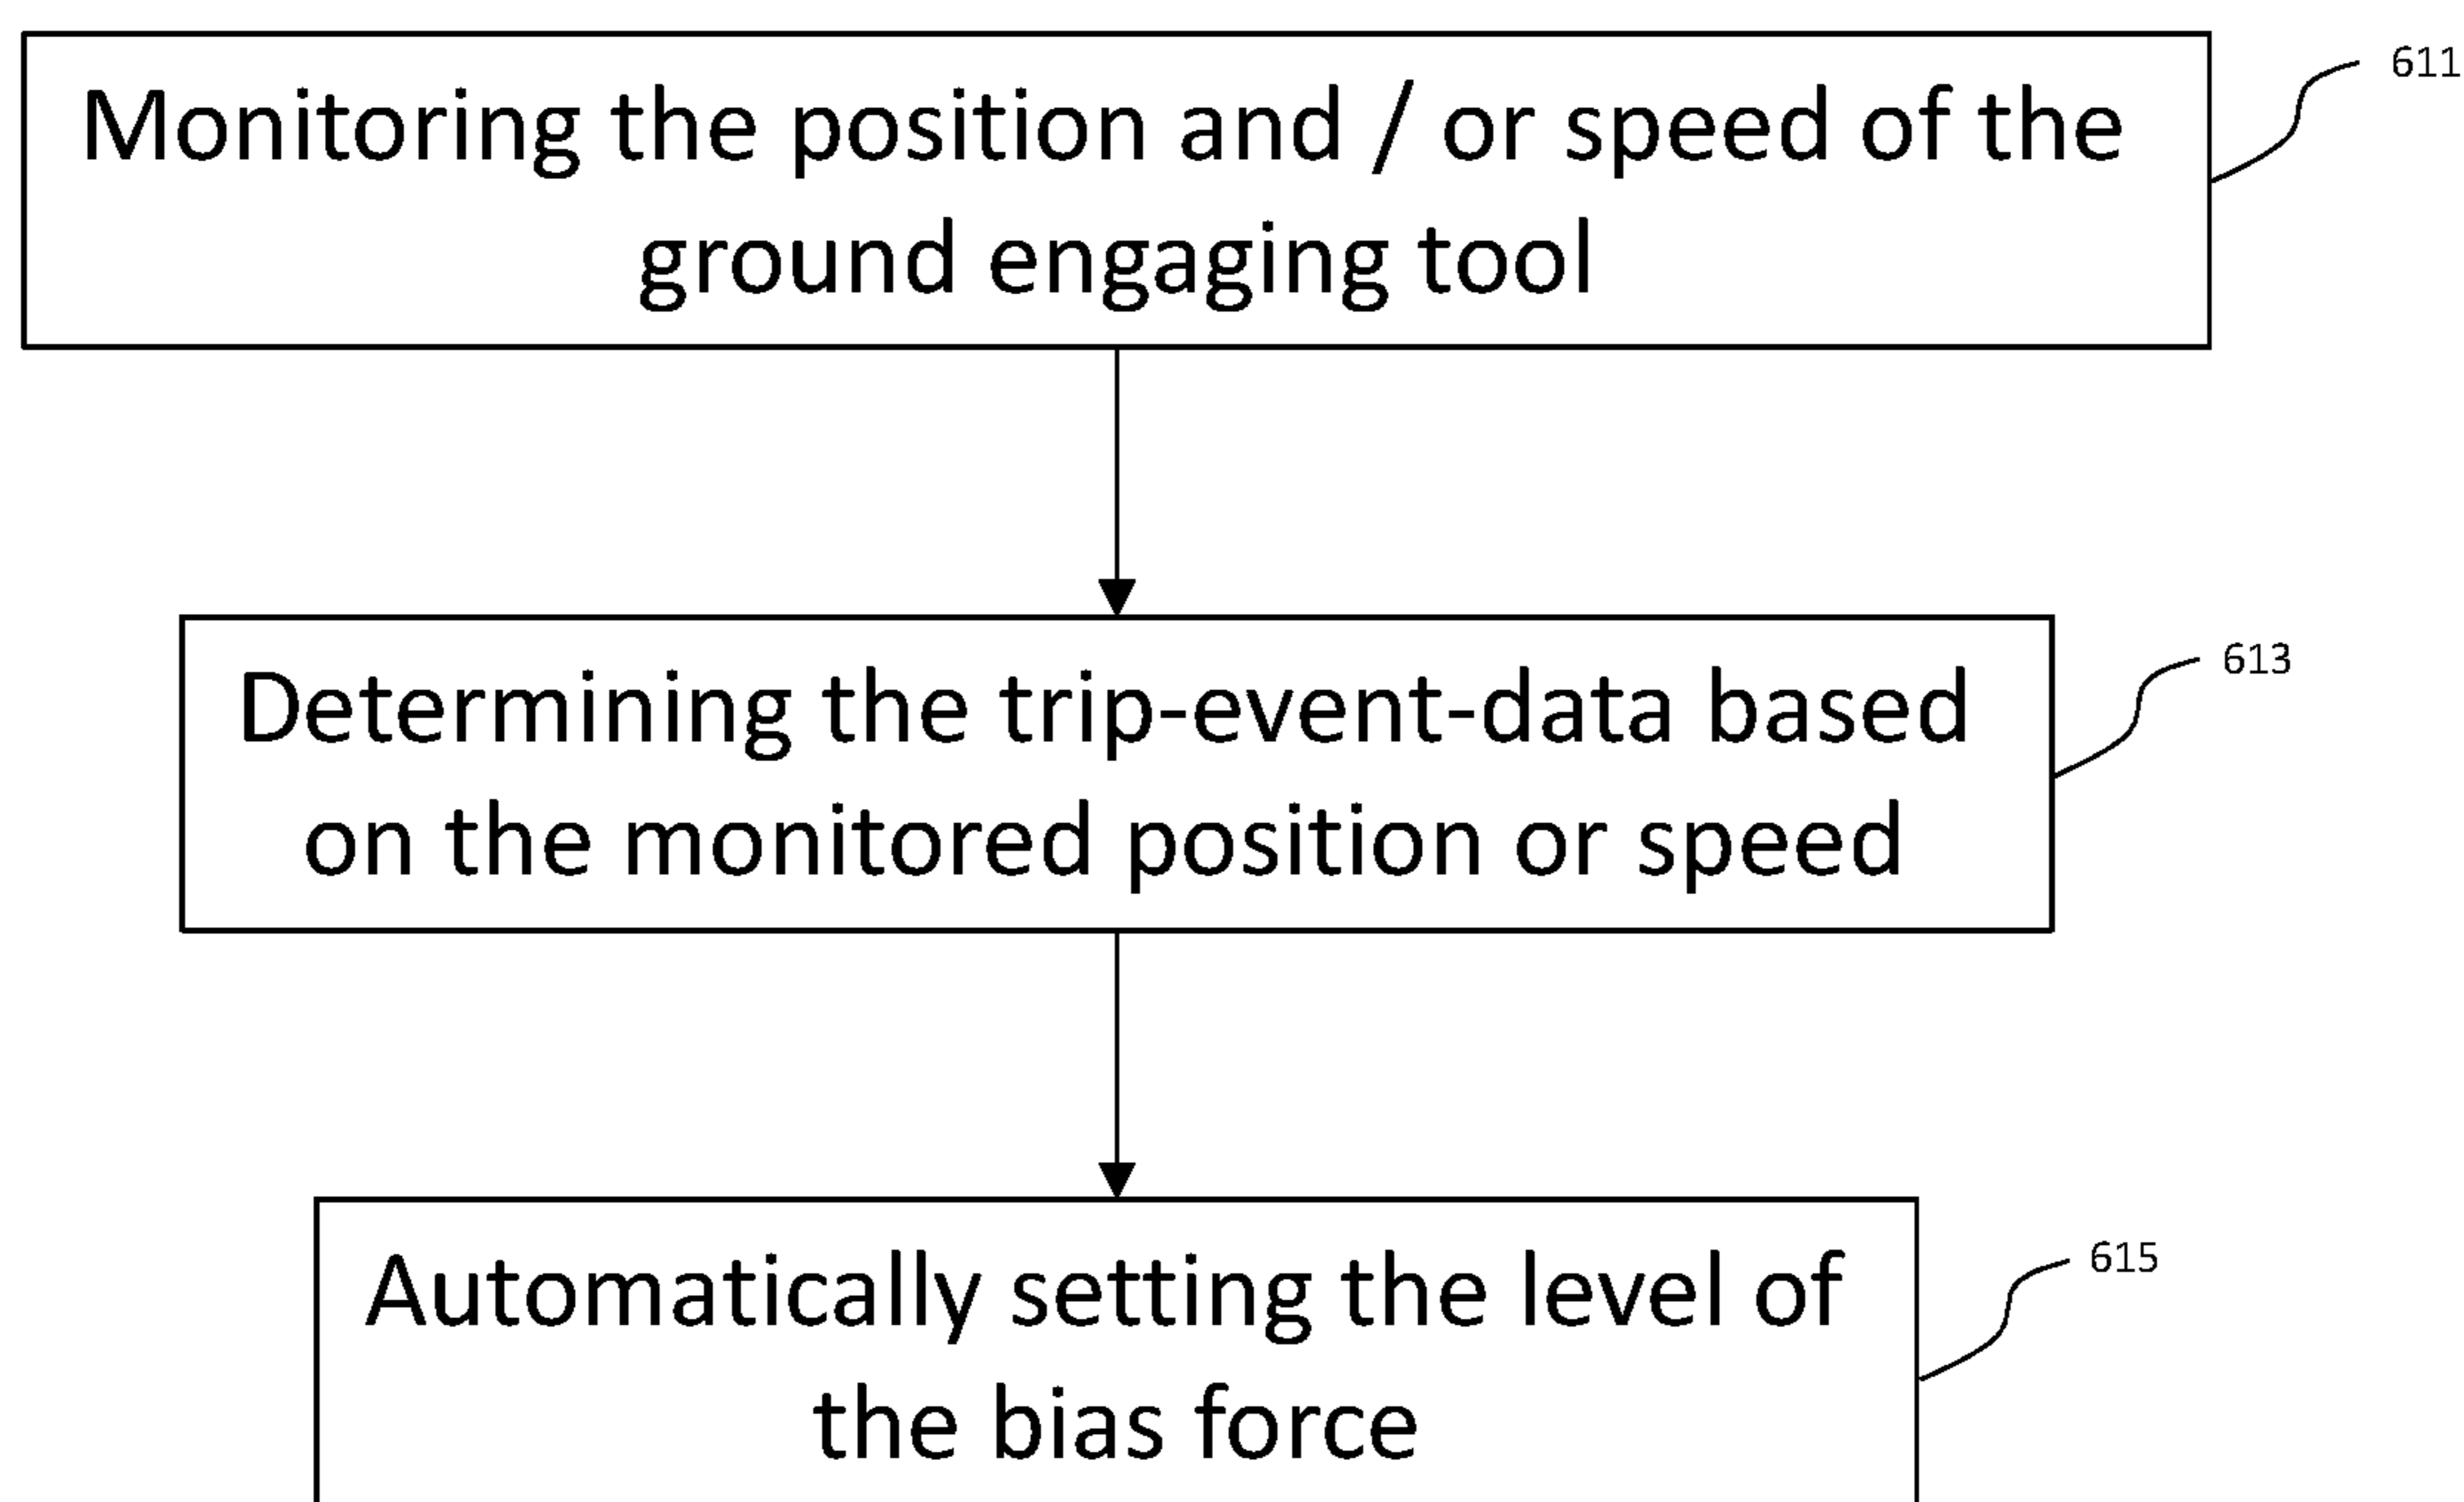 611
Monitoring the position and / or speed of the
ground engaging tool
613
Determining the trip-event-data based
on the monitored position or speed
615
Automatically setting the level of
the bias force